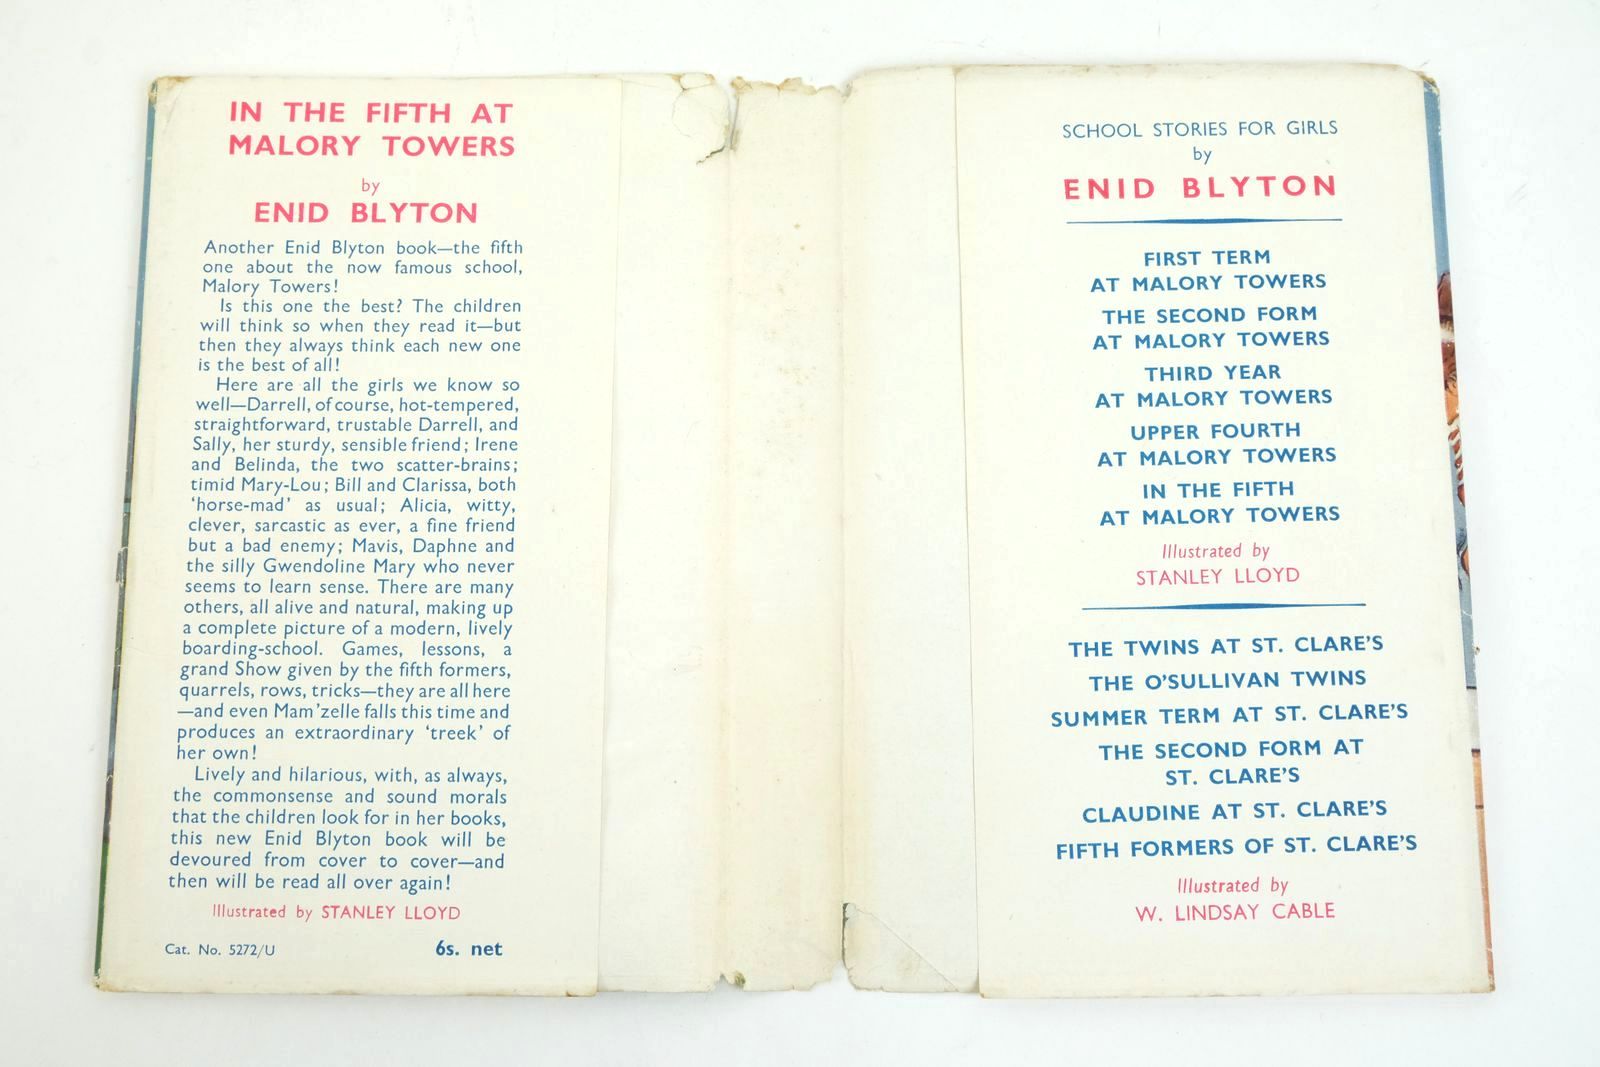 IN THE FIFTH AT
MALORY TOWERS
by
ENID BLYTON
Another Enid Blyton book—the fifth
one about the now famous school,
Malory Towers!
Is this one the best? The children
will think so when they read it—but
then they always think each new one
is the best of all!
Here are all the girls we know so
well—Darrell, of course, hot-tempered,
straightforward, trustable Darrell, and
Sally, her sturdy, sensible friend; Irene
and Belinda, the two scatter-brains;
timid Mary-Lou; Bill and Clarissa, both
‘horse-mad’ as usual; Alicia, witty,
clever, sarcastic as ever, a fine friend
but a bad enemy; Mavis, Daphne and
the silly Gwendoline Mary who never
seems to learn sense. There are many
others, all alive and natural, making up
a complete picture of a modern, lively
boarding-school. Games, lessons, a
grand Show given by the fifth formers,
quarrels, rows, tricks—they are all here
—and even Mam’zelle falls this time and
produces an extraordinary ‘treek’ of
her own!
Lively and hilarious, with, as always,
the commonsense and sound morals
that the children look for in her books,
this new Enid Blyton book will be
devoured from cover to cover—and
then will be read all over again!
Illustrated by STANLEY LLOYD
Cat. No. 5272/U 6s. net
SCHOOL STORIES FOR GIRLS
by
ENID BLYTON
FIRST TERM
AT MALORY TOWERS
THE SECOND FORM
AT MALORY TOWERS
THIRD YEAR
AT MALORY TOWERS
UPPER FOURTH
AT MALORY TOWERS
IN THE FIFTH
AT MALORY TOWERS
Illustrated by
STANLEY LLOYD
THE TWINS AT ST. CLARE’S
THE O’SULLIVAN TWINS
SUMMER TERM AT ST. CLARE’S
THE SECOND FORM AT
ST. CLARE’S
CLAUDINE AT ST. CLARE’S
FIFTH FORMERS OF ST. CLARE’S
Illustrated by
W. LINDSAY CABLE